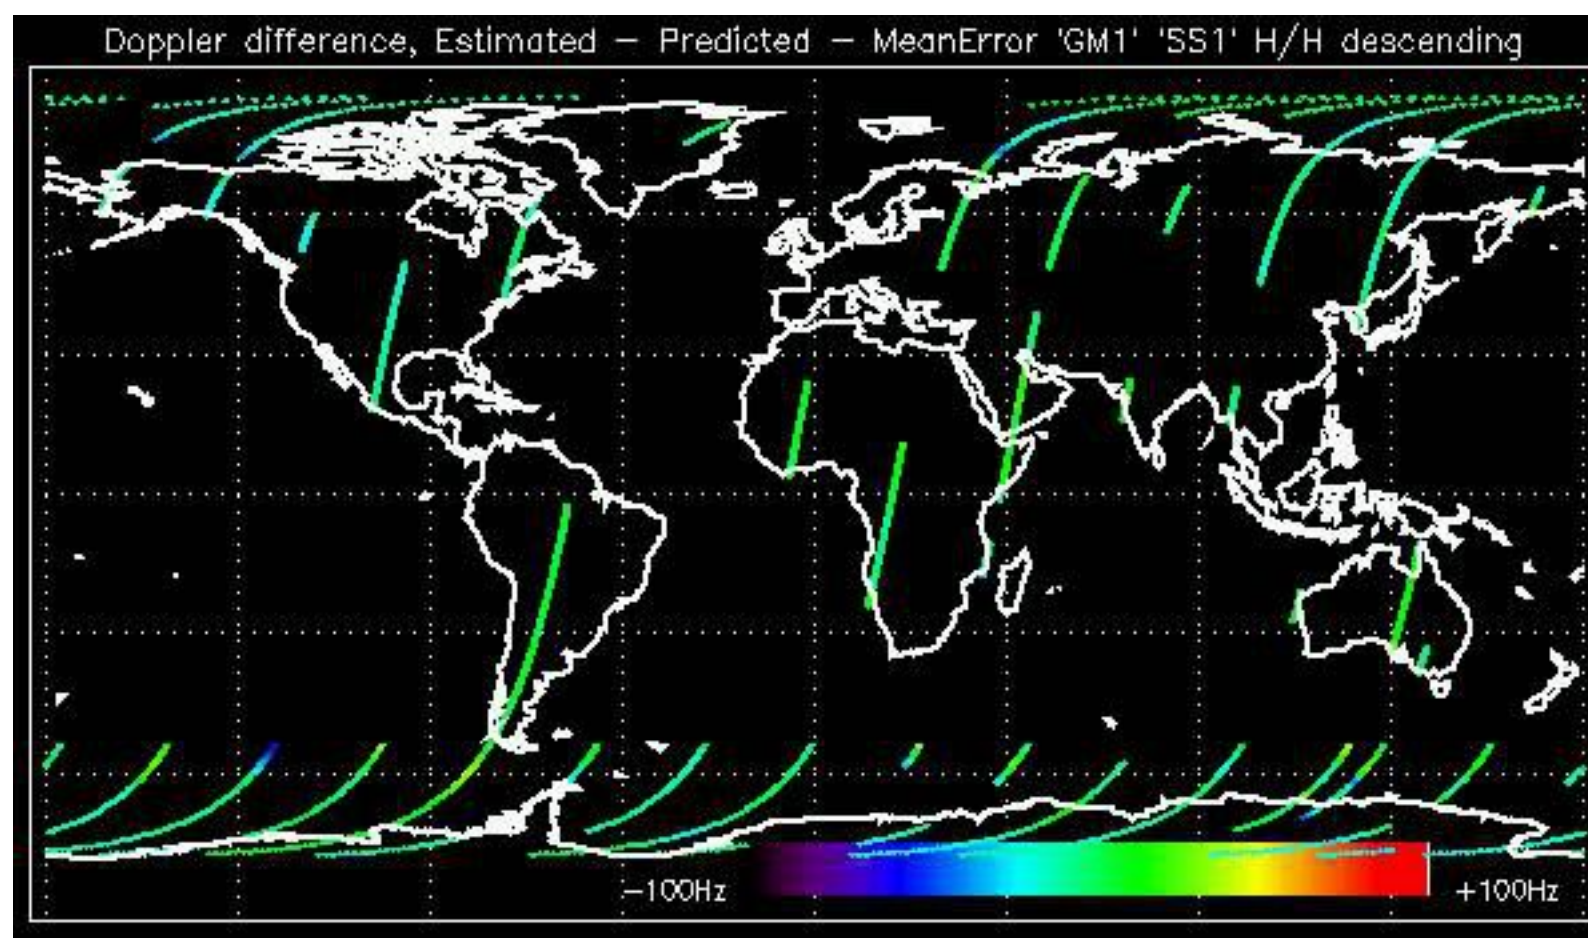 Doppler difference, Estimated – Predicted – MeanError 'GM1' 'SS1' H/H descending
–100Hz
+100Hz